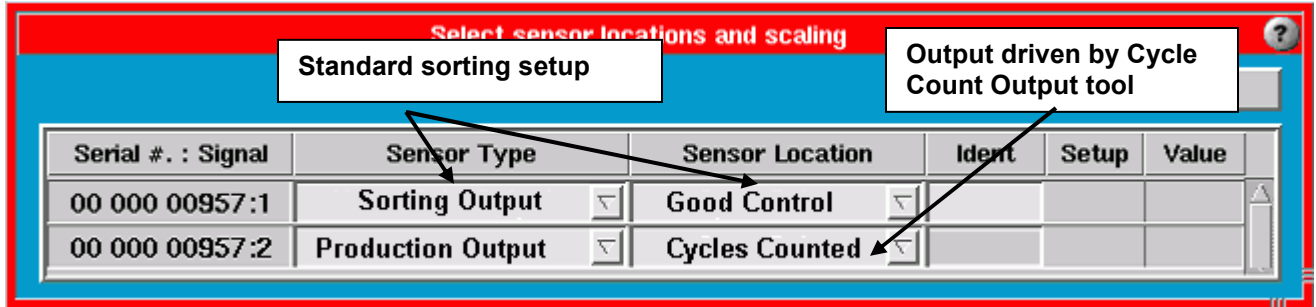 Select sensor locations and scaling
?
Standard sorting setup
Output driven by Cycle
Count Output tool
Serial #. : Signal Sensor Type Sensor Location Ident Setup Value
00 000 00957:1 Sorting Output Good Control
00 000 00957:2 Production Output Cycles Counted